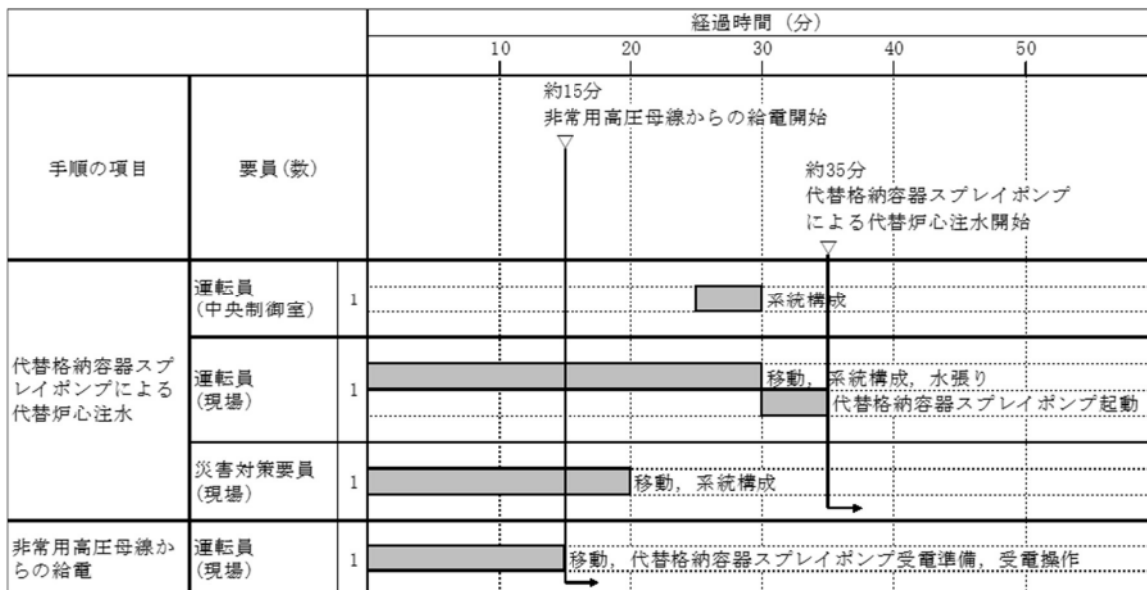 経過時間（分）
10 20 30 40 50
手順の項目
要員(数)
約15分
非常用高圧母線からの給電開始
▽
約35分
代替格納容器スプレイポンプ
による代替炉心注水開始
▽
代替格納容器スプ
レイポンプによる
代替炉心注水
運転員
(中央制御室)
1
系統構成
運転員
(現場)
1
移動，系統構成，水張り
代替格納容器スプレイポンプ起動
災害対策要員
(現場)
1
移動，系統構成
非常用高圧母線か
らの給電
運転員
(現場)
1
移動，代替格納容器スプレイポンプ受電準備，受電操作